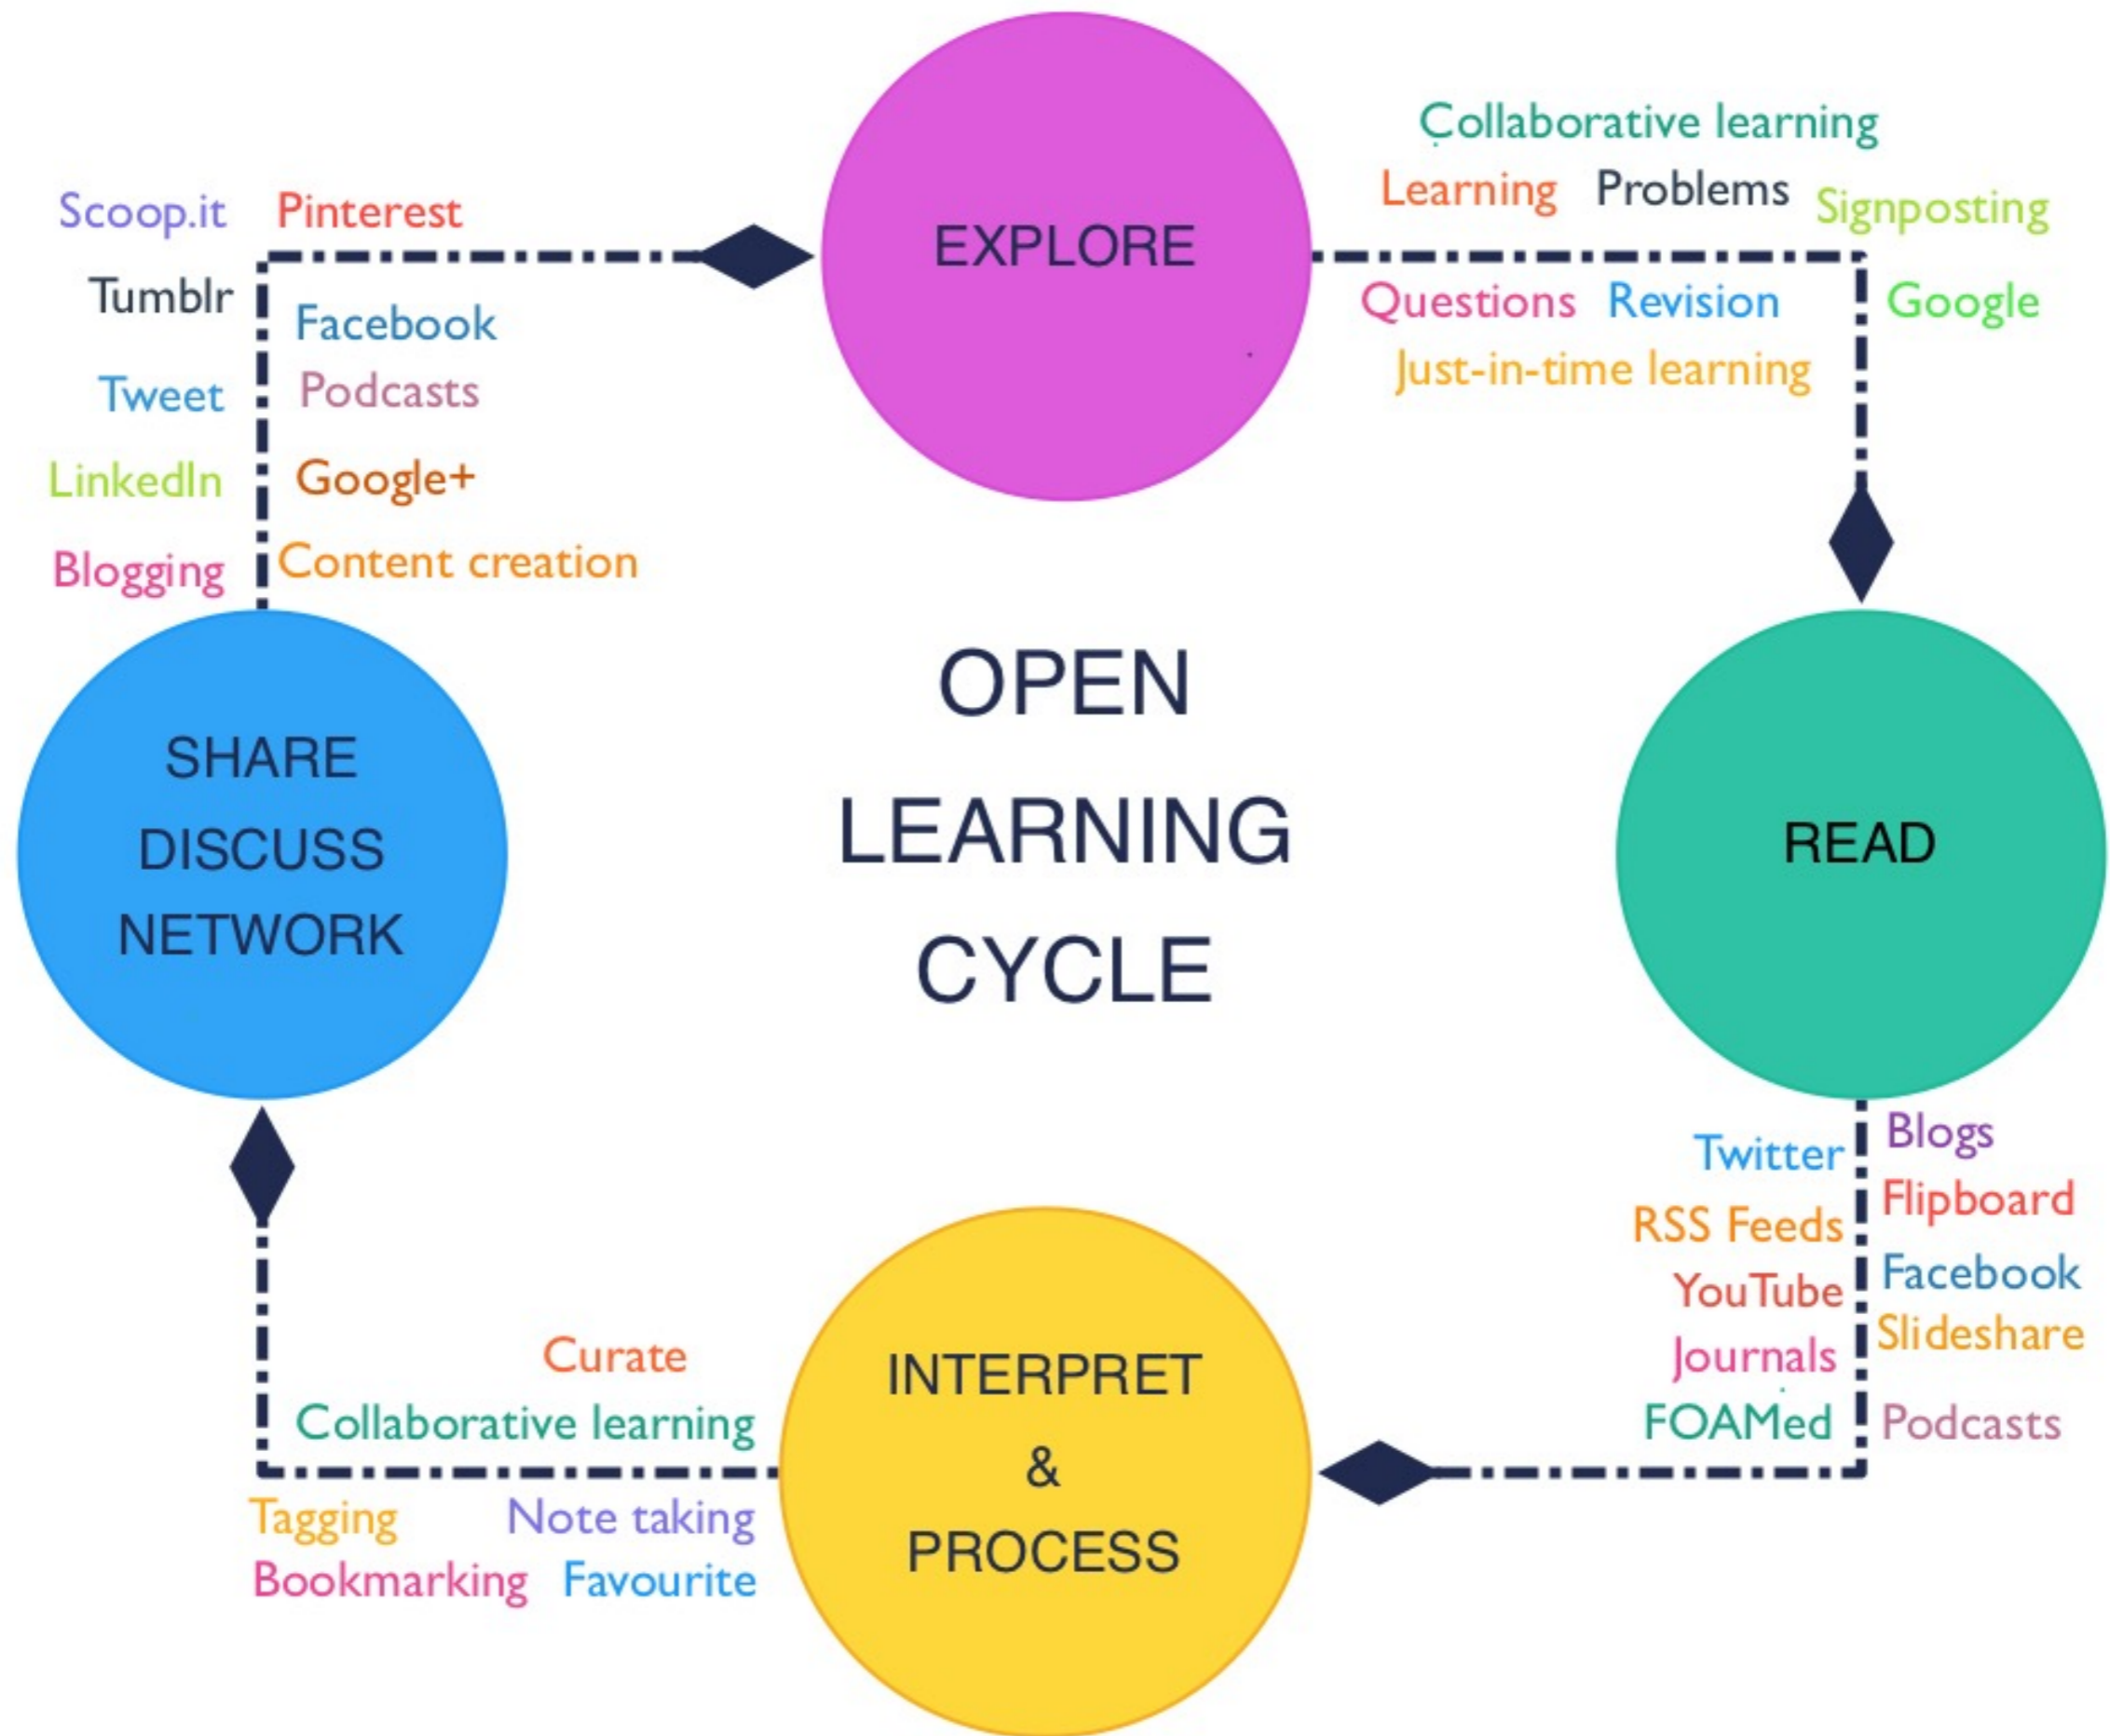 EXPLORE
Collaborative learning
Learning Problems Signposting
Questions Revision Google
Just-in-time learning
Scoop.it Pinterest
Tumblr Facebook
Tweet Podcasts
LinkedIn Google+
Blogging Content creation
OPEN
LEARNING
CYCLE
SHARE
DISCUSS
NETWORK
READ
Twitter Blogs
RSS Feeds Flipboard
YouTube Facebook
Journals Slideshare
FOAMed Podcasts
INTERPRET
&
PROCESS
Curate
Collaborative learning
Tagging Note taking
Bookmarking Favourite